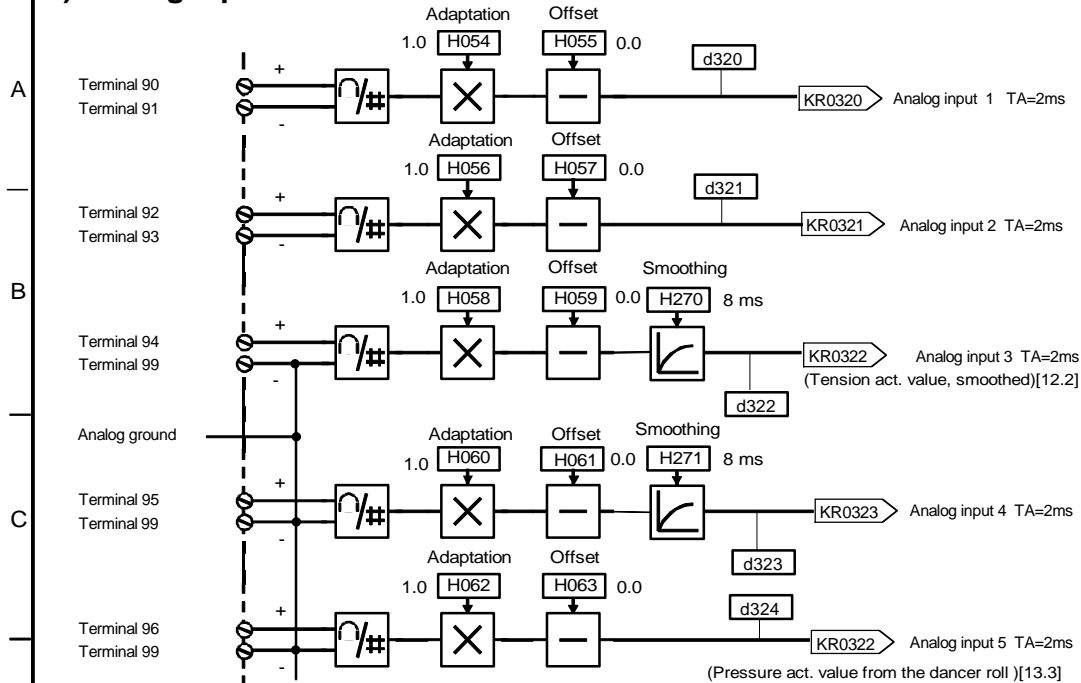 Adaptation Offset
1.0 H054 H055 0.0
d320
A
Terminal 90 +
Terminal 91 -
KR0320 Analog input 1 TA=2ms
Adaptation Offset
1.0 H056 H057 0.0
d321
Terminal 92 +
Terminal 93 -
KR0321 Analog input 2 TA=2ms
B
Adaptation Offset Smoothing
1.0 H058 H059 0.0 H270 8 ms
Terminal 94 +
Terminal 99 -
KR0322 Analog input 3 TA=2ms
(Tension act. value, smoothed)[12.2]
d322
Analog ground
Adaptation Offset Smoothing
1.0 H060 H061 0.0 H271 8 ms
C
Terminal 95 +
Terminal 99 -
KR0323 Analog input 4 TA=2ms
d323
Adaptation Offset
1.0 H062 H063 0.0
d324
Terminal 96 +
Terminal 99 -
KR0322 Analog input 5 TA=2ms
(Pressure act. value from the dancer roll )[13.3]